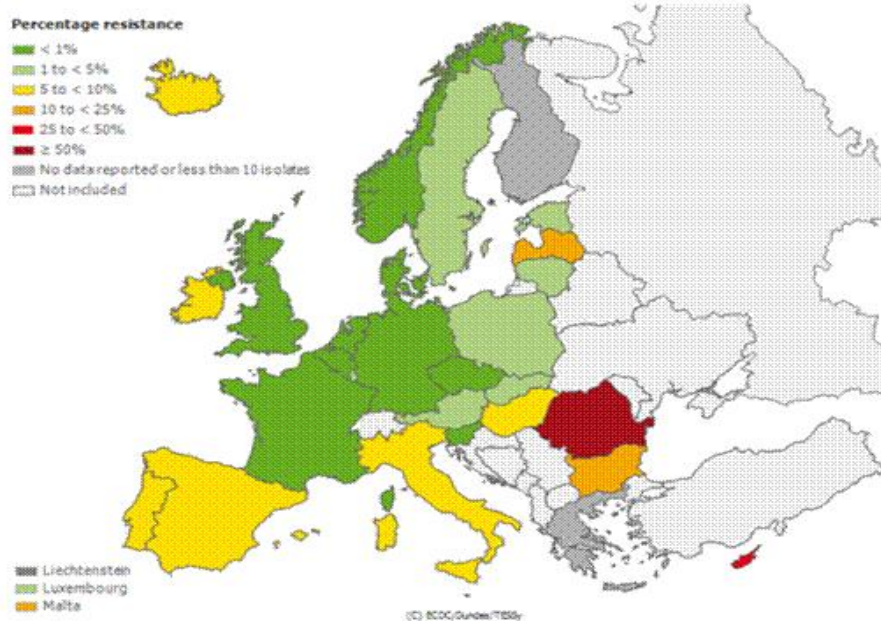 Percentage resistance
< 1%
1 to < 5%
5 to < 10%
10 to < 25%
25 to < 50%
≥ 50%
No data reported or less than 10 isolates
Not included
Liechtenstein
Luxembourg
Malta
(C) ECDC/Dundas/TESSy